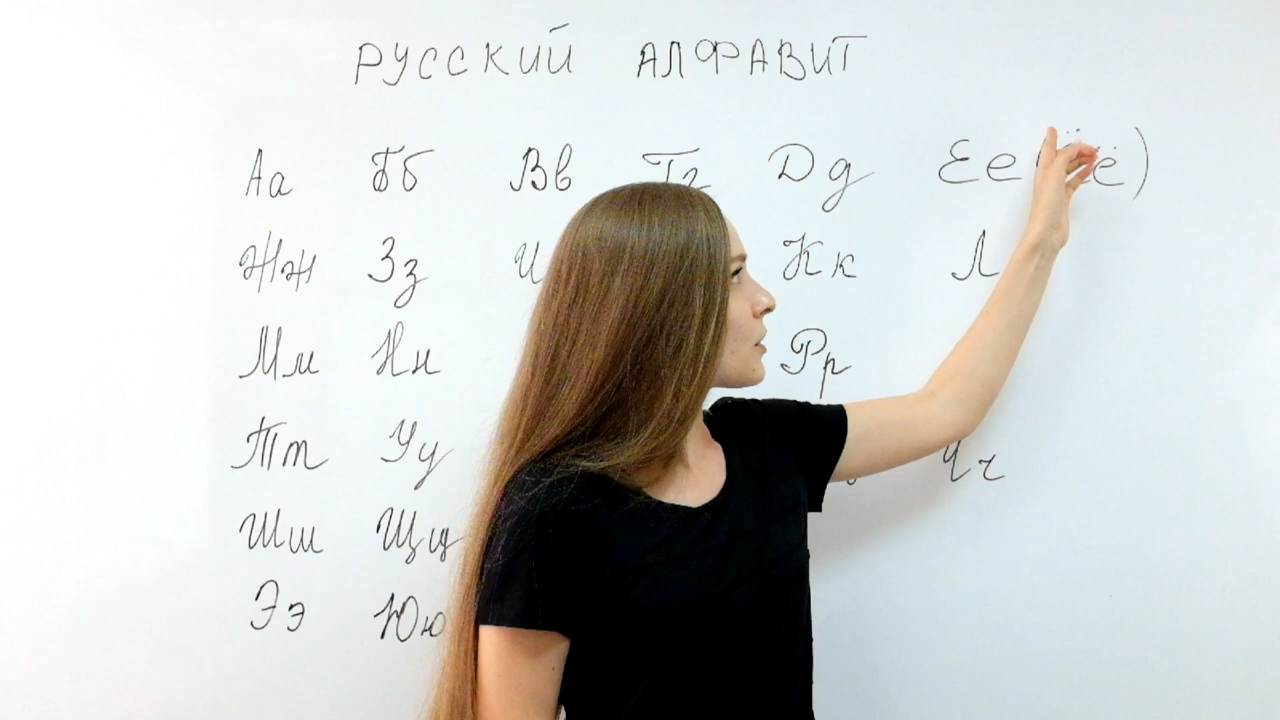 РУССКИЙ АЛФАВИТ
Аа Бб Вв Гг Дд Ее (Ёё)
Жж Зз И Кк Л
Мм Нн Рр
Тт Уу Чч
Шш Щщ
Ээ Юю